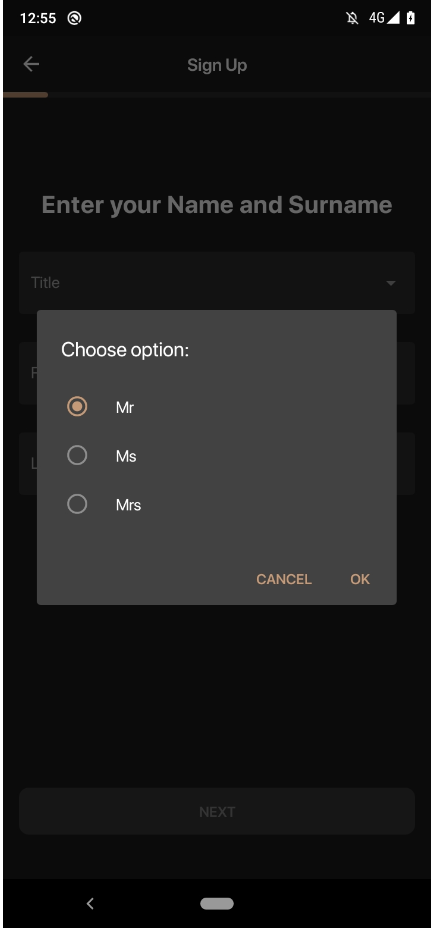 12:55
4G
Sign Up
Enter your Name and Surname
Title
F
Choose option:
Mr
L
Ms
Mrs
CANCEL OK
NEXT